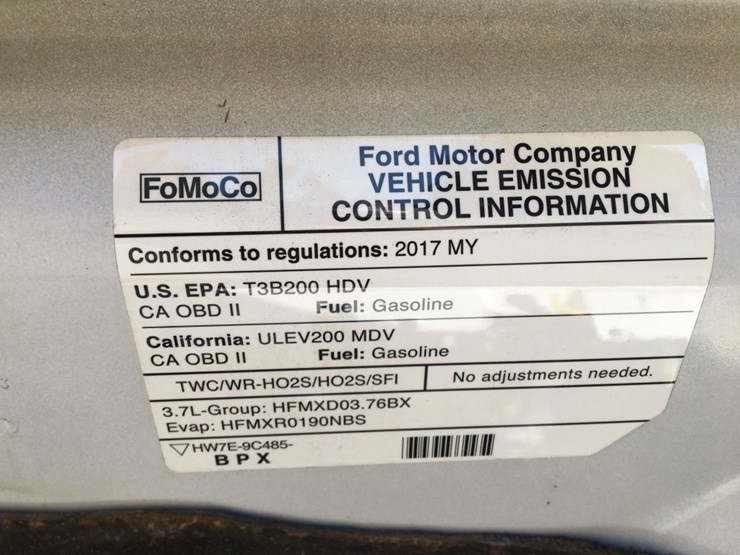 FoMoCo
Ford Motor Company
VEHICLE EMISSION
CONTROL INFORMATION
Conforms to regulations: 2017 MY
U.S. EPA: T3B200 HDV
CA OBD II Fuel: Gasoline
California: ULEV200 MDV
CA OBD II Fuel: Gasoline
TWC/WR-HO2S/HO2S/SFI No adjustments needed.
3.7L-Group: HFMXD03.76BX
Evap: HFMXR0190NBS
HW7E-9C485-
BPX